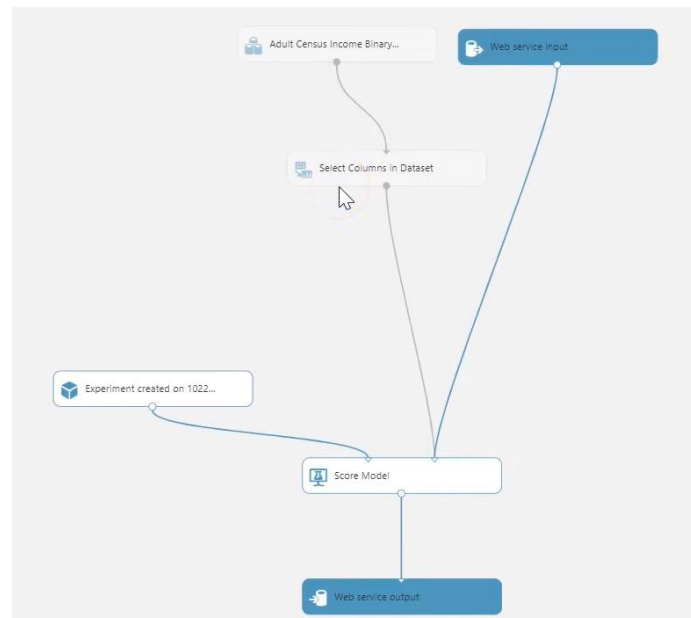 Adult Census Income Binary...
Web service input
Select Columns in Dataset
Experiment created on 1022...
Score Model
Web service output